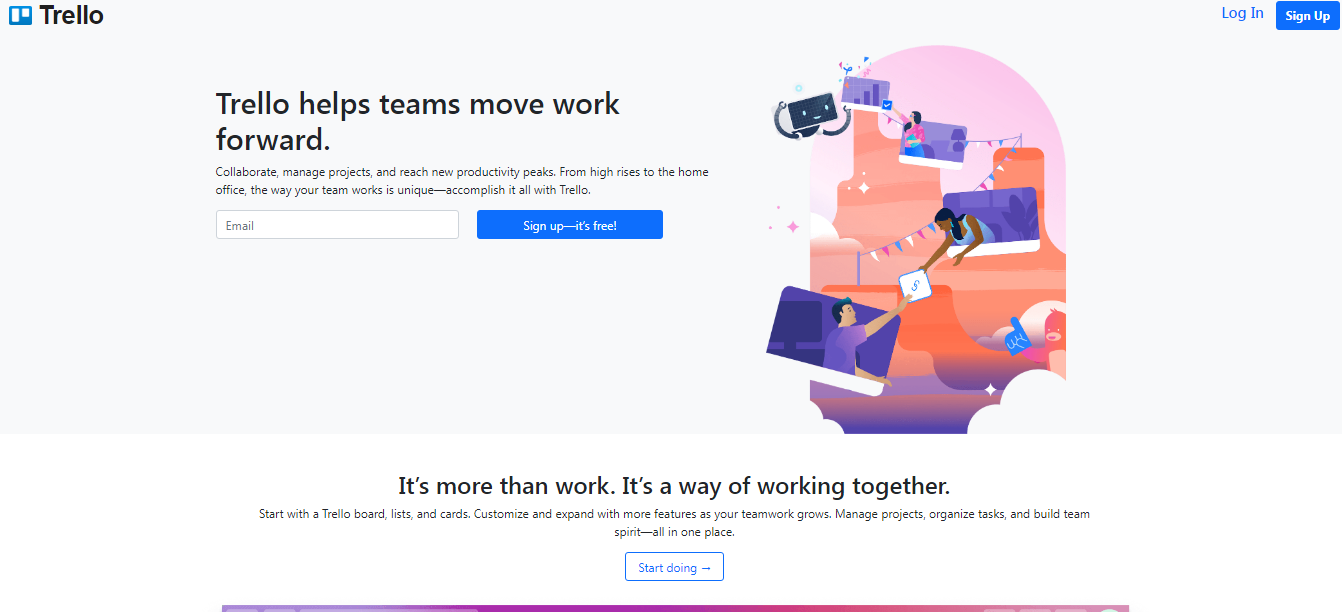 Trello
Log In
Sign Up
Trello helps teams move work
forward.
Collaborate, manage projects, and reach new productivity peaks. From high rises to the home
office, the way your team works is unique—accomplish it all with Trello.
Email
Sign up—it’s free!
It’s more than work. It’s a way of working together.
Start with a Trello board, lists, and cards. Customize and expand with more features as your teamwork grows. Manage projects, organize tasks, and build team
spirit—all in one place.
Start doing →